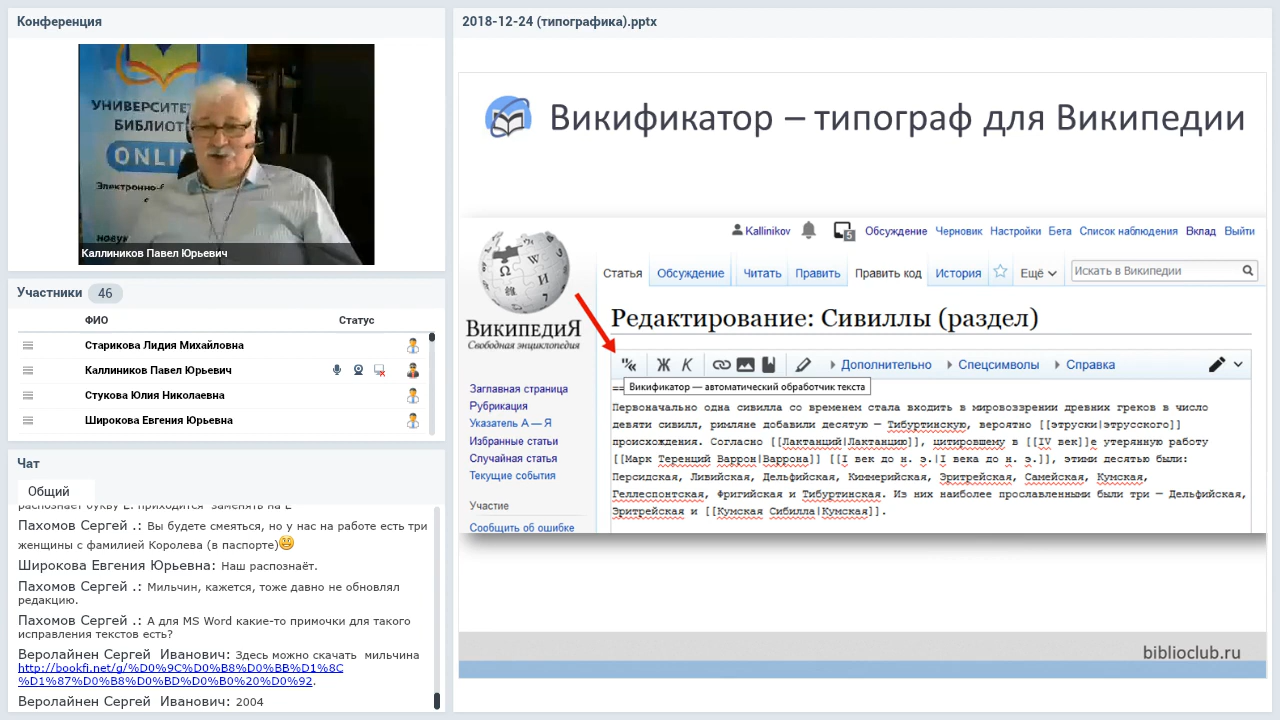 Конференция
УНИВЕРСИТЕТ
БИБЛИОТ
ONLIN
Электронно-б
Каллиников Павел Юрьевич
Участники 46
ФИО Статус
Старикова Лидия Михайловна
Каллиников Павел Юрьевич
Стукова Юлия Николаевна
Широкова Евгения Юрьевна
Чат
Общий
распознает букву Ё. приходится заменять на Е
Пахомов Сергей .: Вы будете смеяться, но у нас на работе есть три
женщины с фамилией Королева (в паспорте)
Широкова Евгения Юрьевна: Наш распознаёт.
Пахомов Сергей .: Мильчин, кажется, тоже давно не обновлял
редакцию.
Пахомов Сергей .: А для MS Word какие-то примочки для такого
исправления текстов есть?
Веролайнен Сергей Иванович: Здесь можно скачать мильчина
http://bookfi.net/g/%D0%9C%D0%B8%D0%BB%D1%8C
%D1%87%D0%B8%D0%BD%D0%B0%20%D0%92.
Веролайнен Сергей Иванович: 2004
2018-12-24 (типографика).pptx
Викификатор – типограф для Википедии
Kallinikov 5 Обсуждение Черновик Настройки Бета Список наблюдения Вклад Выйти
Статья Обсуждение Читать Править Править код История Ещё Искать в Википедии
ВикипедиЯ
Свободная энциклопедия
Заглавная страница
Рубрикация
Указатель А — Я
Избранные статьи
Случайная статья
Текущие события
Участие
Сообщить об ошибке
Редактирование: Сивиллы (раздел)
Ж К Дополнительно Спецсимволы Справка
Викификатор — автоматический обработчик текста
==
Первоначально одна сивилла со временем стала входить в мировоззрении древних греков в число
девяти сивилл, римляне добавили десятую — Тибуртинскую, вероятно [[этруски|этрусского]]
происхождения. Согласно [[Лактанций|Лактанцию]], цитировшему в [[IV век]]е утерянную работу
[[Марк Теренций Варрон|Варрона]] [[I век до н. э.|I века до н. э.]], этими десятью были:
Персидская, Ливийская, Дельфийская, Киммерийская, Эритрейская, Самейская, Кумская,
Геллеспонтская, Фригийская и Тибуртинская. Из них наиболее прославленными были три — Дельфийская,
Эритрейская и [[Кумская Сибилла|Кумская]].
biblioclub.ru